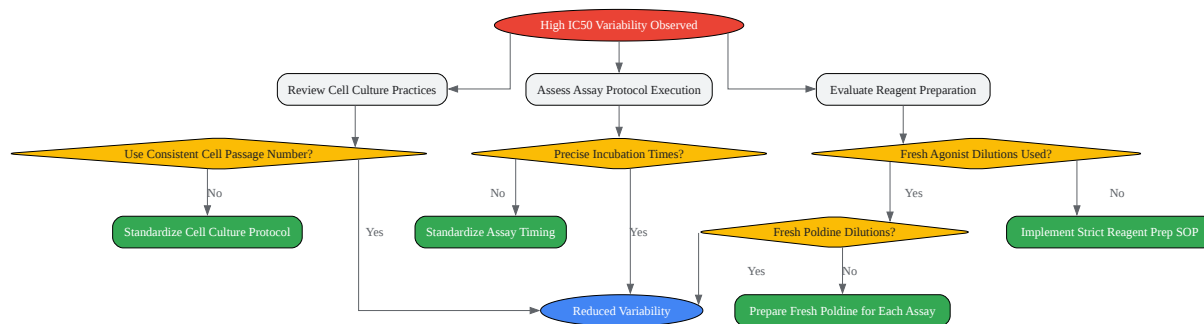 High IC50 Variability Observed
Review Cell Culture Practices
Assess Assay Protocol Execution
Evaluate Reagent Preparation
Use Consistent Cell Passage Number?
Precise Incubation Times?
Fresh Agonist Dilutions Used?
No
No
Yes
No
Standardize Cell Culture Protocol
Yes
Standardize Assay Timing
Yes
Fresh Poldine Dilutions?
Implement Strict Reagent Prep SOP
Yes
No
Reduced Variability
Prepare Fresh Poldine for Each Assay